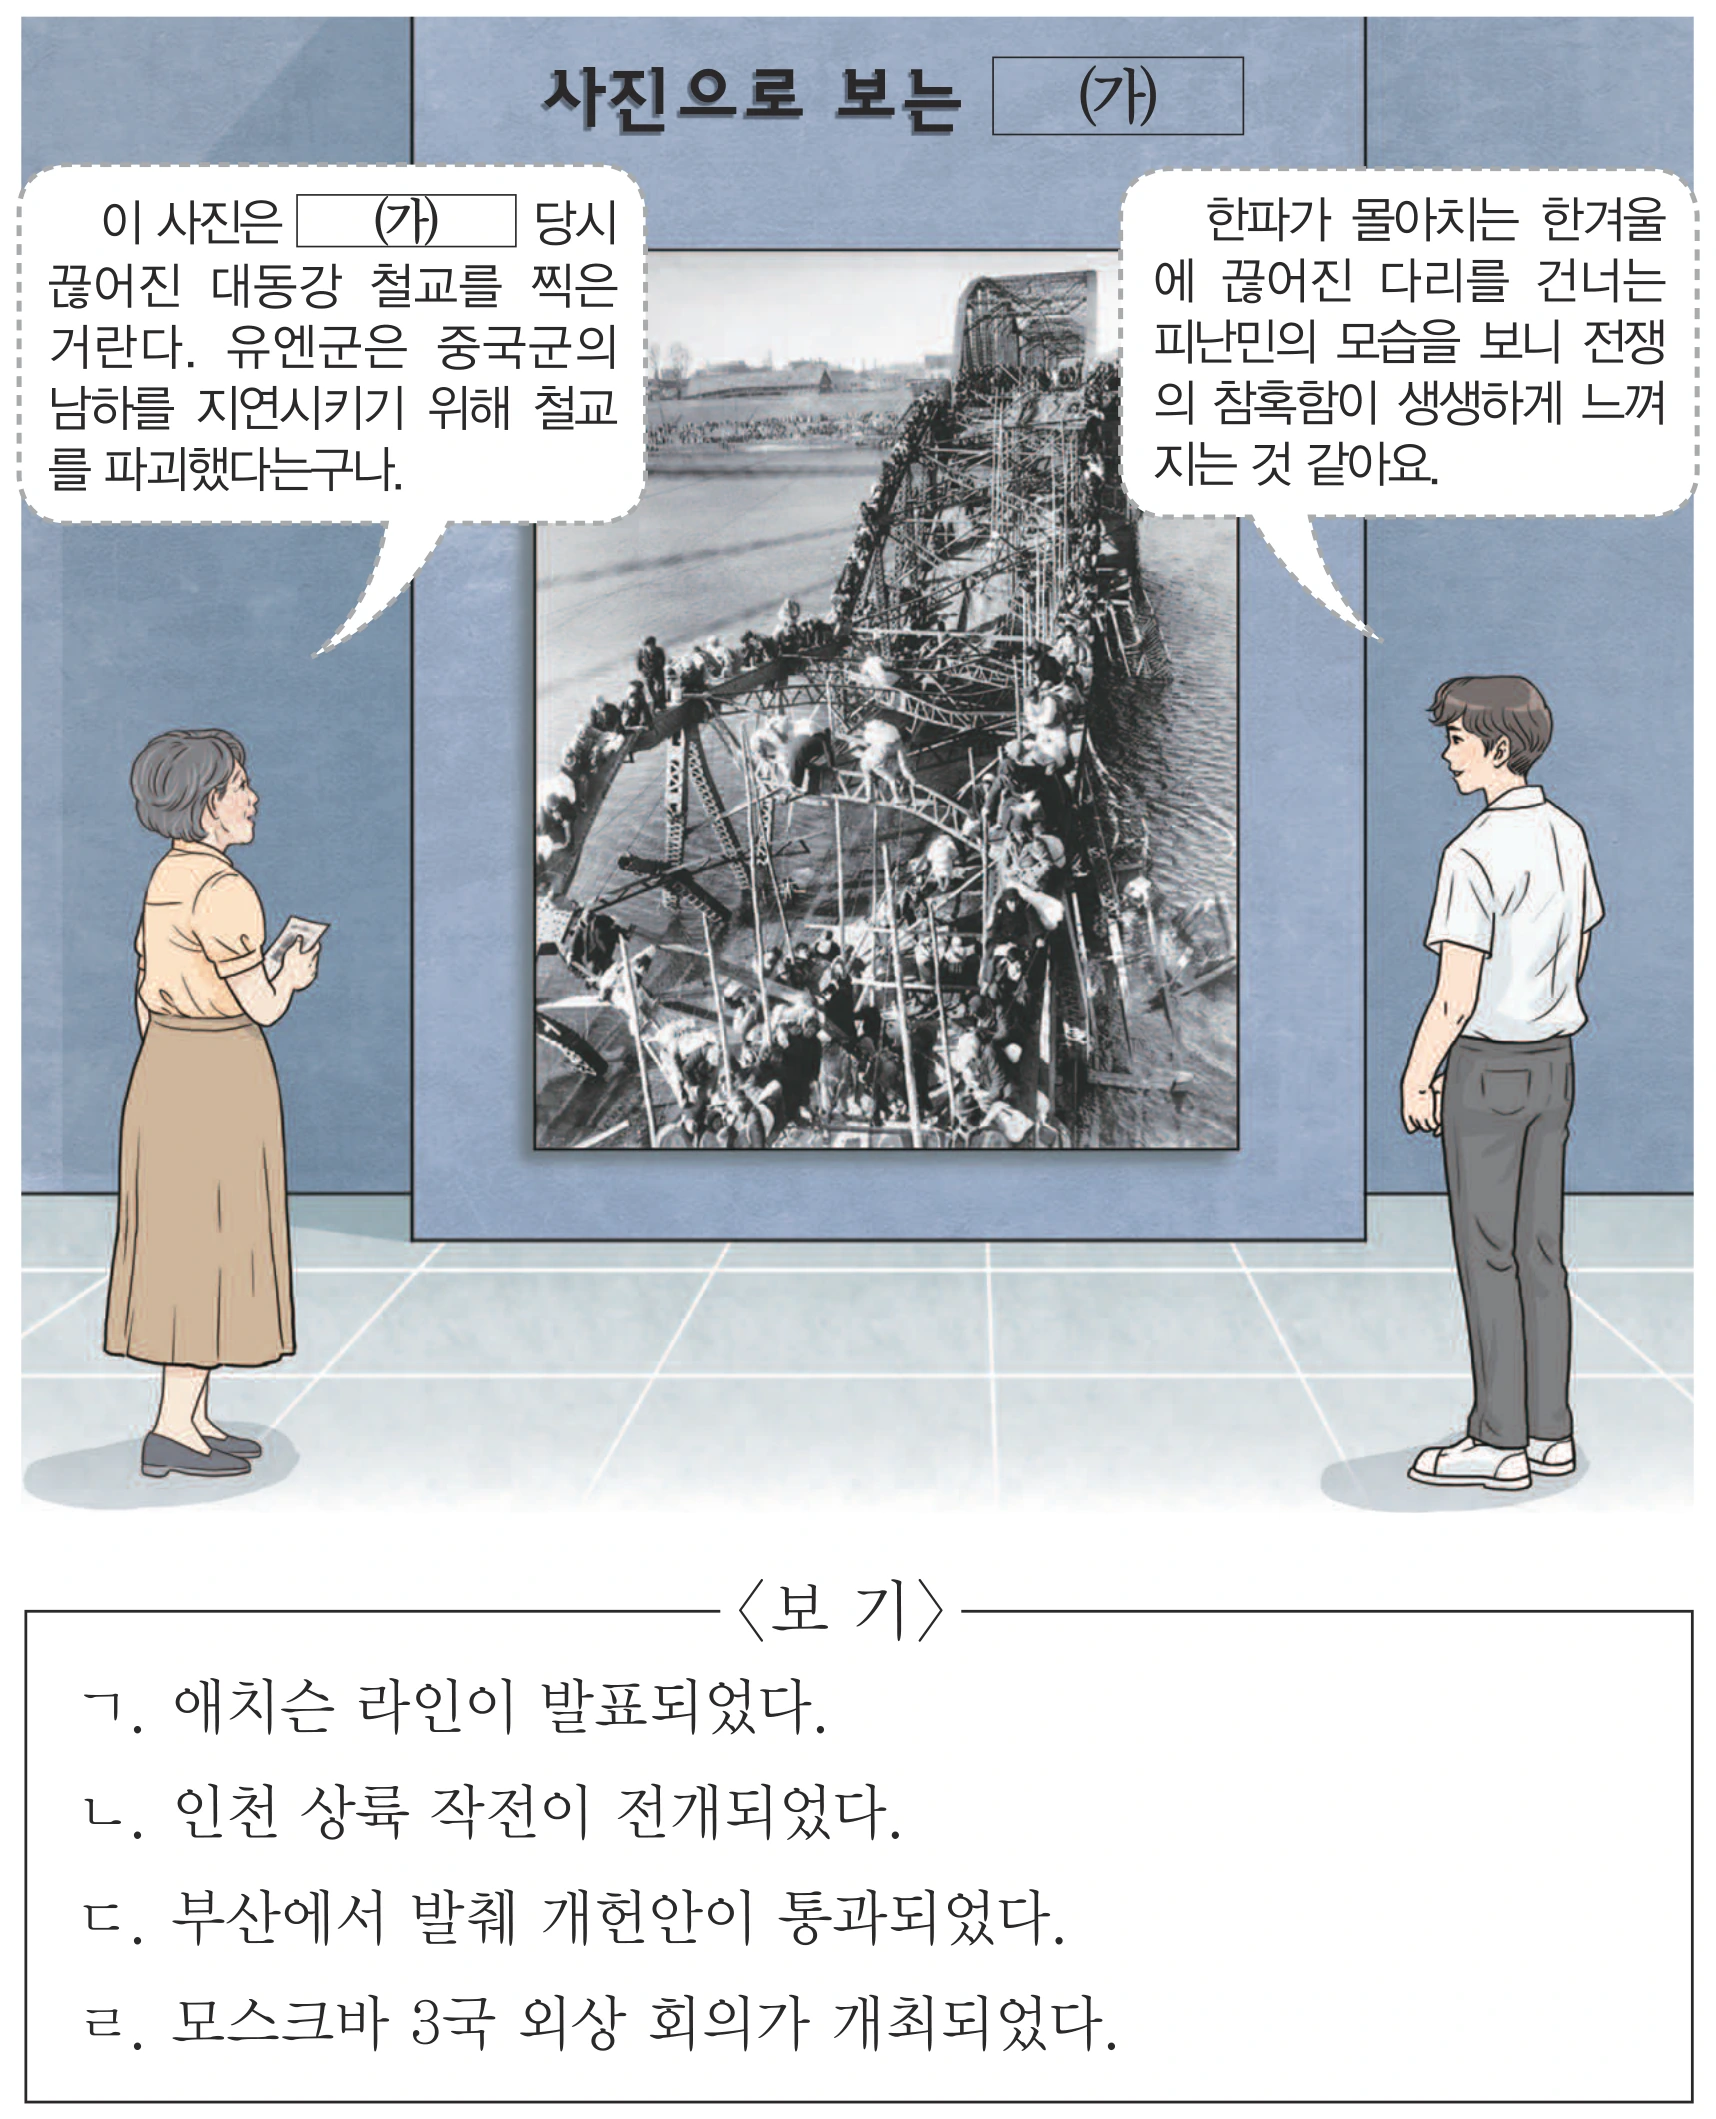 사진으로 보는 (가)
이 사진은 (가) 당시
끊어진 대동강 철교를 찍은
거란다. 유엔군은 중국군의
남하를 지연시키기 위해 철교
를 파괴했다는구나.
한파가 몰아치는 한겨울
에 끊어진 다리를 건너는
피난민의 모습을 보니 전쟁
의 참혹함이 생생하게 느껴
지는 것 같아요.
〈보 기〉
ㄱ. 애치슨 라인이 발표되었다.
ㄴ. 인천 상륙 작전이 전개되었다.
ㄷ. 부산에서 발췌 개헌안이 통과되었다.
ㄹ. 모스크바 3국 외상 회의가 개최되었다.